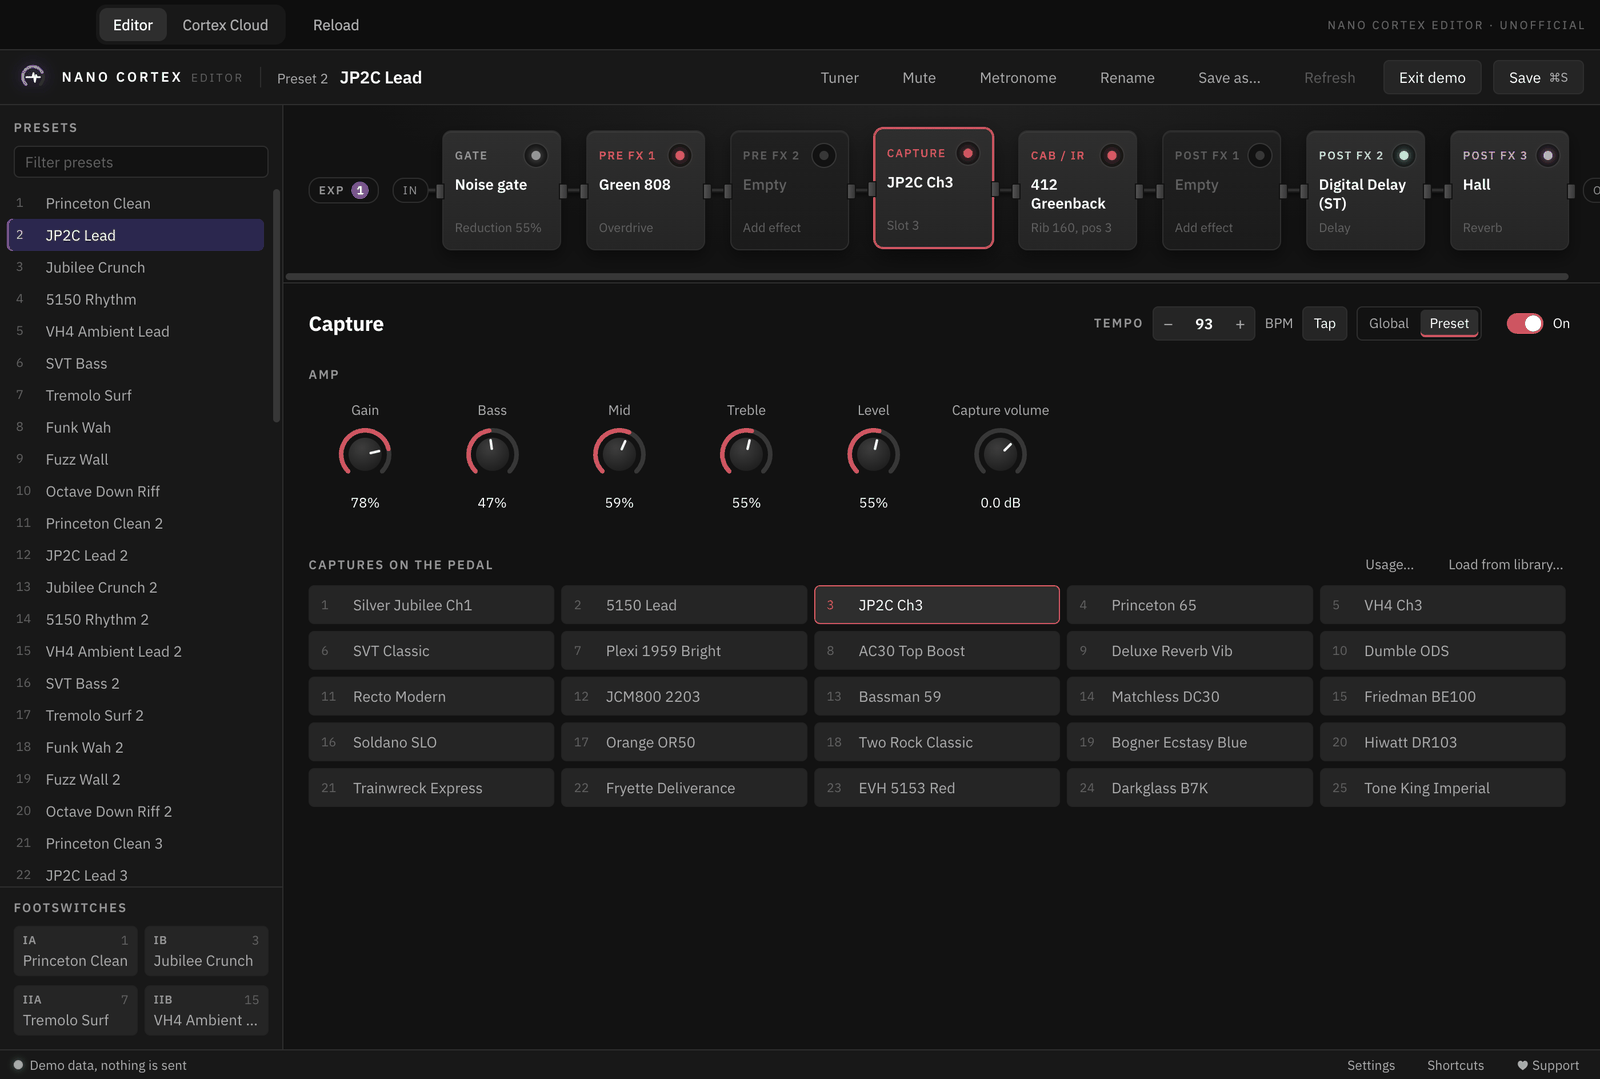 Editor
Cortex Cloud
Reload
NANO CORTEX EDITOR · UNOFFICIAL
NANO CORTEX EDITOR
Preset 2 JP2C Lead
Tuner
Mute
Metronome
Rename
Save as...
Refresh
Exit demo
Save ⌘S
PRESETS
Filter presets
1 Princeton Clean
2 JP2C Lead
3 Jubilee Crunch
4 5150 Rhythm
5 VH4 Ambient Lead
6 SVT Bass
7 Tremolo Surf
8 Funk Wah
9 Fuzz Wall
10 Octave Down Riff
11 Princeton Clean 2
12 JP2C Lead 2
13 Jubilee Crunch 2
14 5150 Rhythm 2
15 VH4 Ambient Lead 2
16 SVT Bass 2
17 Tremolo Surf 2
18 Funk Wah 2
19 Fuzz Wall 2
20 Octave Down Riff 2
21 Princeton Clean 3
22 JP2C Lead 3
FOOTSWITCHES
IA 1
Princeton Clean
IB 3
Jubilee Crunch
IIA 7
Tremolo Surf
IIB 15
VH4 Ambient ...
EXP 1
IN
GATE
Noise gate
Reduction 55%
PRE FX 1
Green 808
Overdrive
PRE FX 2
Empty
Add effect
CAPTURE
JP2C Ch3
Slot 3
CAB / IR
412
Greenback
Rib 160, pos 3
POST FX 1
Empty
Add effect
POST FX 2
Digital Delay
(ST)
Delay
POST FX 3
Hall
Reverb
Capture
TEMPO
− 93 +
BPM
Tap
Global
Preset
On
AMP
Gain
78%
Bass
47%
Mid
59%
Treble
55%
Level
55%
Capture volume
0.0 dB
CAPTURES ON THE PEDAL
Usage...
Load from library...
1 Silver Jubilee Ch1
2 5150 Lead
3 JP2C Ch3
4 Princeton 65
5 VH4 Ch3
6 SVT Classic
7 Plexi 1959 Bright
8 AC30 Top Boost
9 Deluxe Reverb Vib
10 Dumble ODS
11 Recto Modern
12 JCM800 2203
13 Bassman 59
14 Matchless DC30
15 Friedman BE100
16 Soldano SLO
17 Orange OR50
18 Two Rock Classic
19 Bogner Ecstasy Blue
20 Hiwatt DR103
21 Trainwreck Express
22 Fryette Deliverance
23 EVH 5153 Red
24 Darkglass B7K
25 Tone King Imperial
Demo data, nothing is sent
Settings
Shortcuts
Support